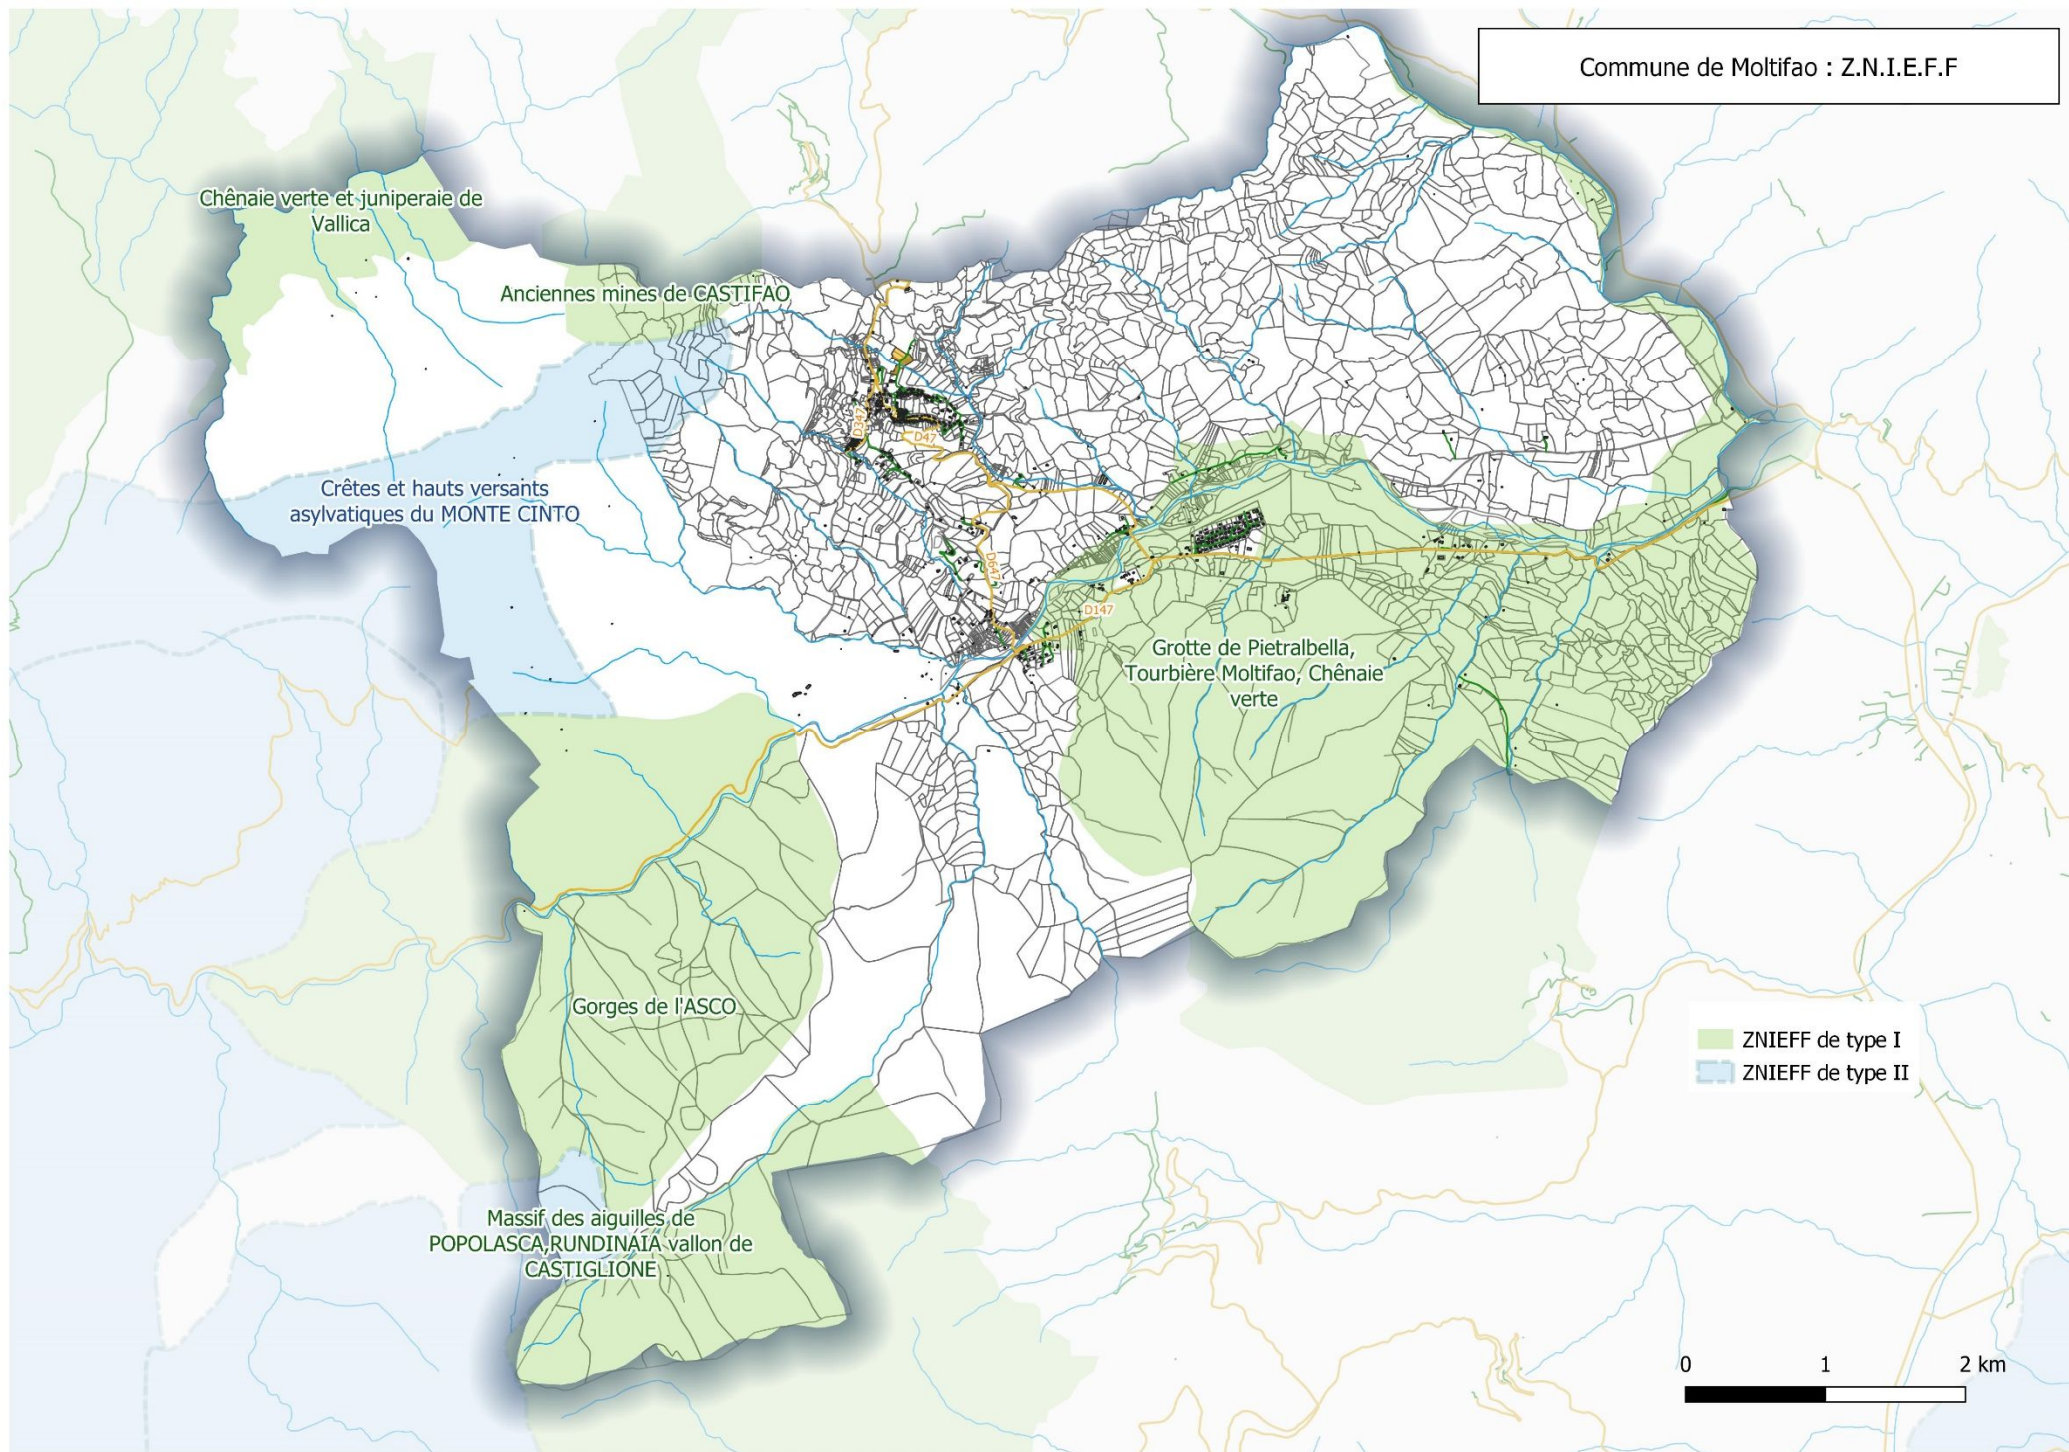 Commune de Moltifao : Z.N.I.E.F.F
Chênaie verte et juniperaie de
Vallica
Anciennes mines de CASTIFAO
D347
D47
Crêtes et hauts versants
asylvatiques du MONTE CINTO
D647
D147
Grotte de Pietralbella,
Tourbière Moltifao, Chênaie
verte
Gorges de l'ASCO
ZNIEFF de type I
ZNIEFF de type II
Massif des aiguilles de
POPOLASCA,RUNDINAIA vallon de
CASTIGLIONE
0 1 2 km